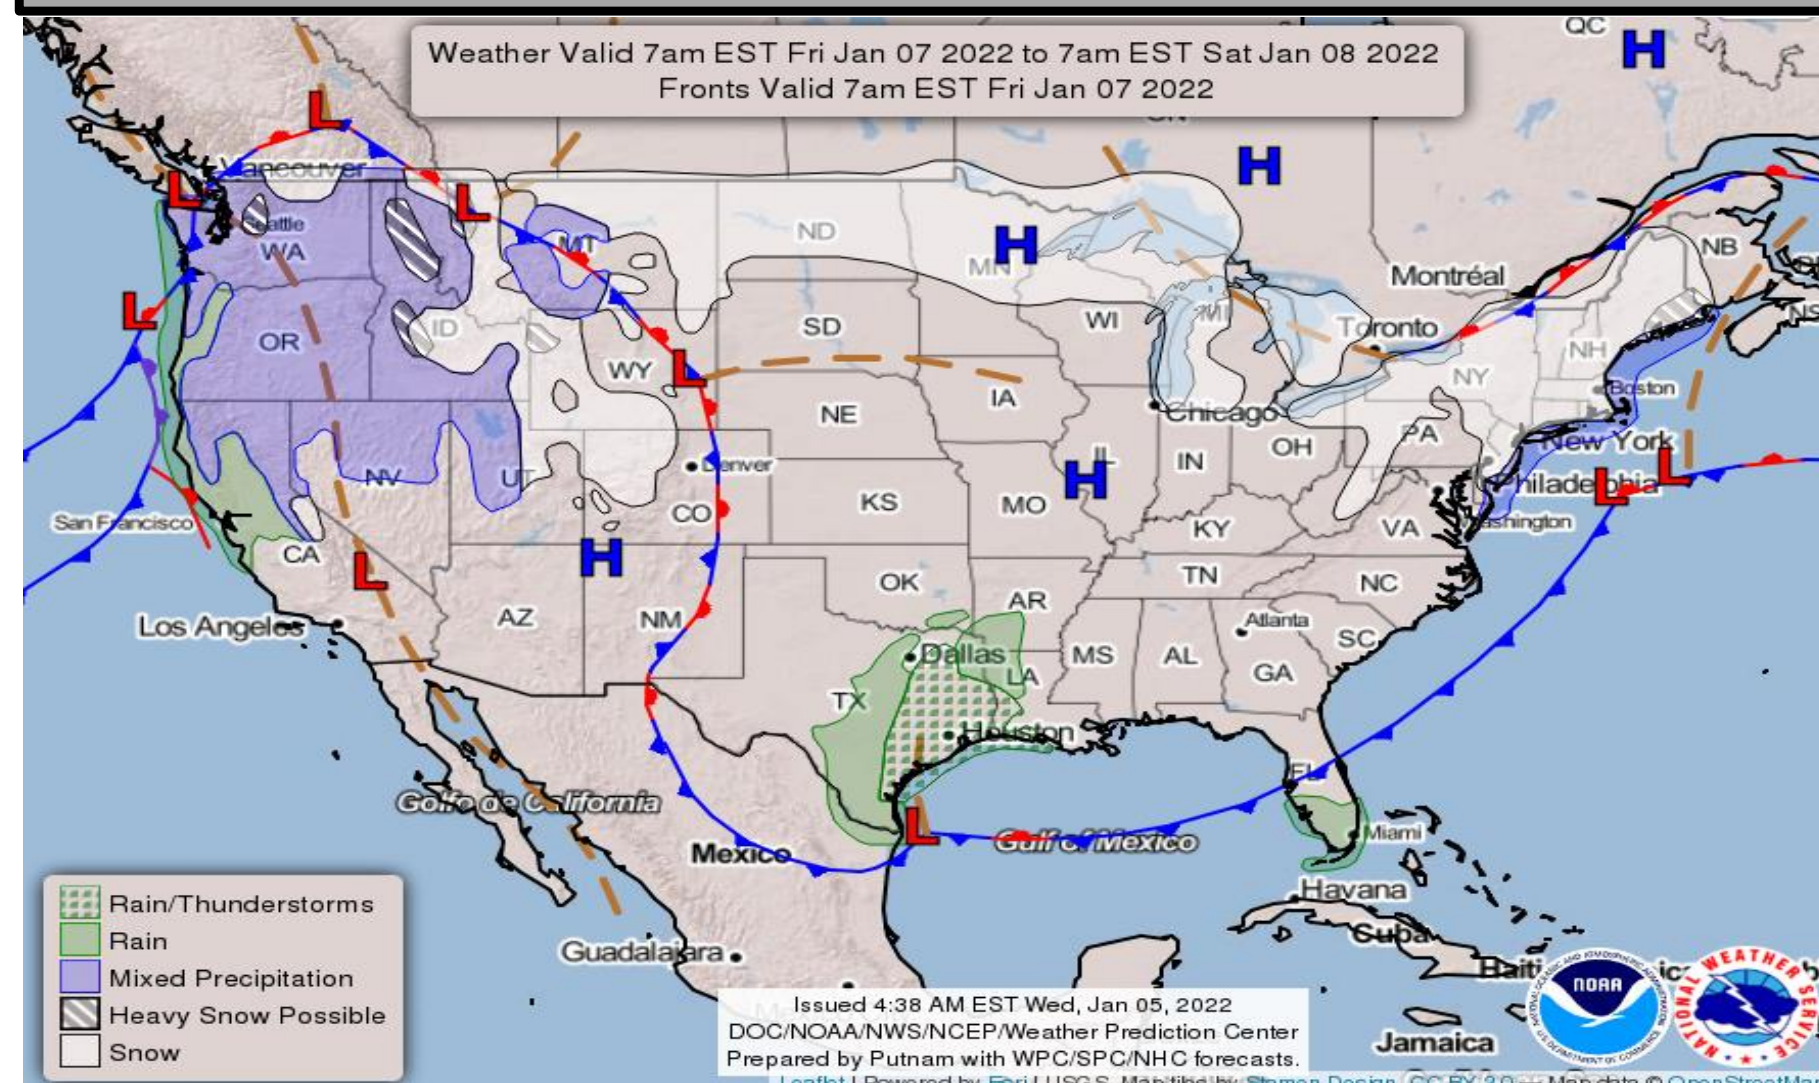 Weather Valid 7am EST Fri Jan 07 2022 to 7am EST Sat Jan 08 2022
Fronts Valid 7am EST Fri Jan 07 2022
QC
H
L
Vancouver
H
L
L
Seattle
WA
MT
ND
MN
H
NB
Montréal
L
OR
ID
SD
WI
MI
Toronto
NH
WY
L
NE
IA
NY
Boston
Chicago
PA
New York
NV
UT
Denver
IL
H
IN
OH
L
L
Philadelphia
San Francisco
CO
KS
MO
KY
VA
Washington
CA
L
H
OK
TN
NC
AR
Los Angeles
AZ
NM
Atlanta
SC
Dallas
MS
AL
GA
LA
TX
Houston
FL
Golfo de California
L
Gulf of Mexico
Miami
Mexico
Havana
Cuba
Guadalajara
Haiti
Jamaica
Rain/Thunderstorms
Rain
Mixed Precipitation
Heavy Snow Possible
Snow
Issued 4:38 AM EST Wed, Jan 05, 2022
DOC/NOAA/NWS/NCEP/Weather Prediction Center
Prepared by Putnam with WPC/SPC/NHC forecasts.
NOAA
NATIONAL WEATHER SERVICE